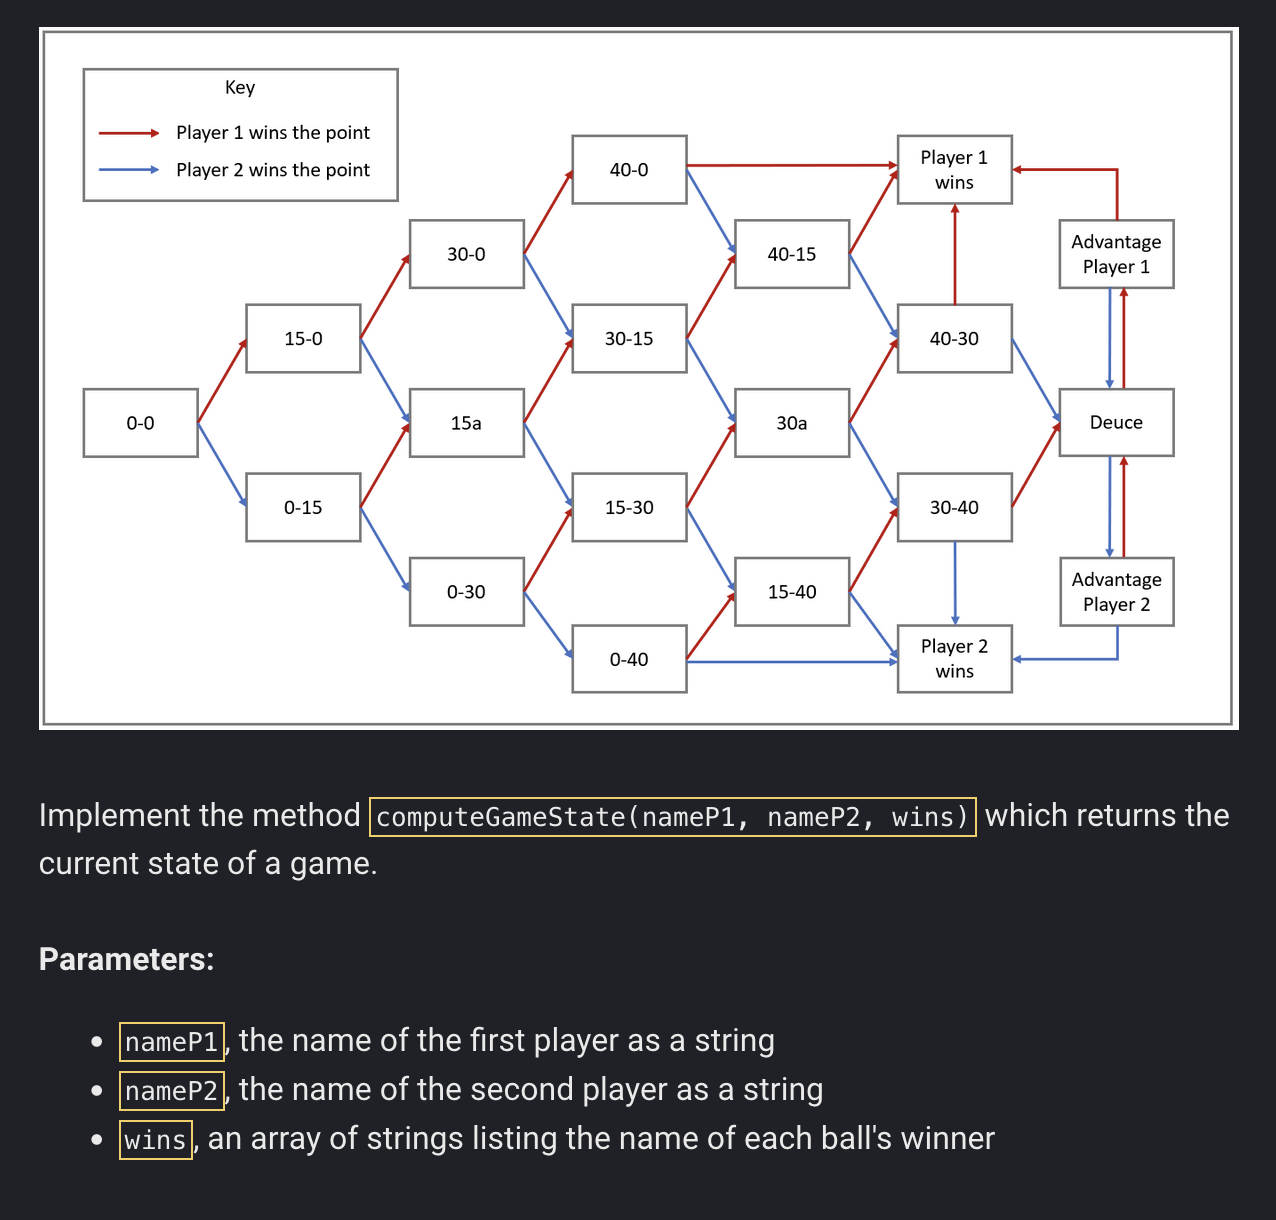 Key
Player 1 wins the point
Player 2 wins the point
40-0
Player 1
wins
30-0
40-15
Advantage
Player 1
15-0
30-15
40-30
0-0
15a
30a
Deuce
0-15
15-30
30-40
0-30
15-40
Advantage
Player 2
0-40
Player 2
wins
Implement the method computeGameState(nameP1, nameP2, wins) which returns the
current state of a game.
Parameters:
nameP1, the name of the first player as a string
nameP2, the name of the second player as a string
wins, an array of strings listing the name of each ball's winner